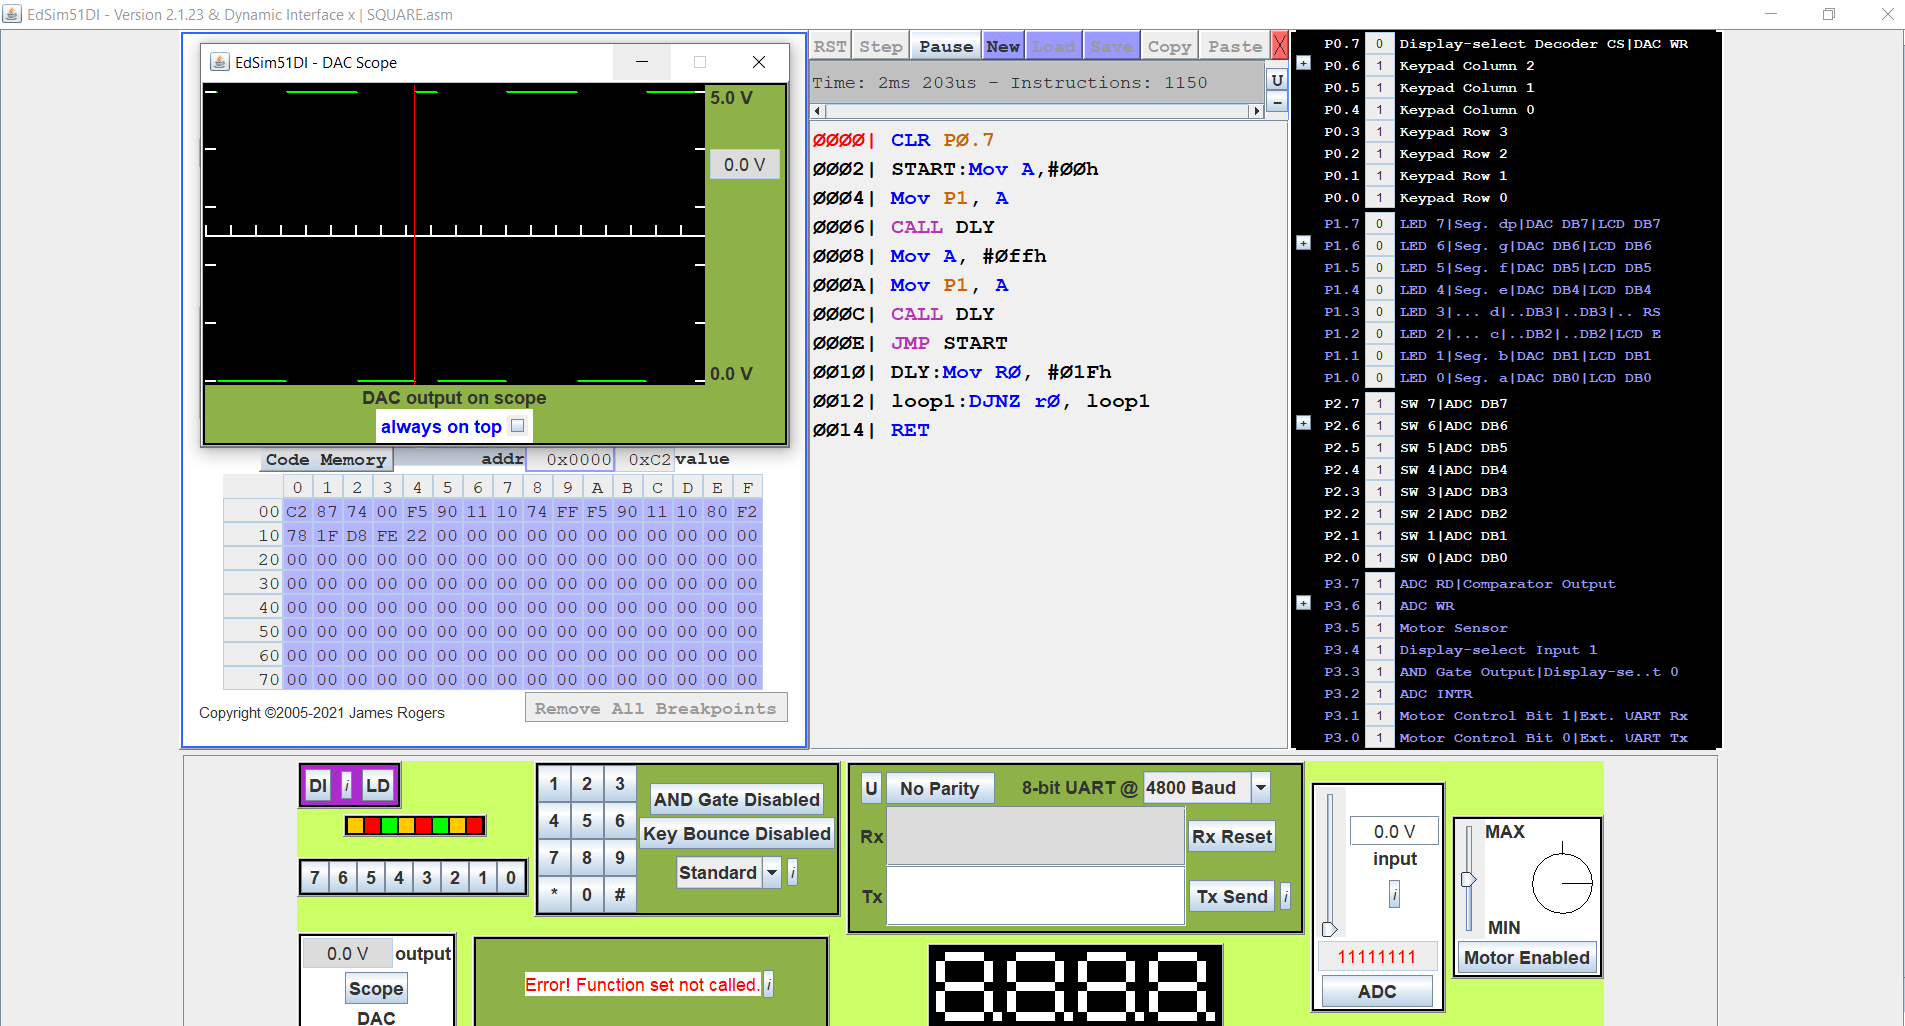 EdSim51DI - Version 2.1.23 & Dynamic Interface x | SQUARE.asm
EdSim51DI - DAC Scope
5.0 V
0.0 V
0.0 V
DAC output on scope
always on top
Code Memory addr 0x0000 0xC2 value
0 1 2 3 4 5 6 7 8 9 A B C D E F
00 C2 87 74 00 F5 90 11 10 74 FF F5 90 11 10 80 F2
10 78 1F D8 FE 22 00 00 00 00 00 00 00 00 00 00 00
20 00 00 00 00 00 00 00 00 00 00 00 00 00 00 00 00
30 00 00 00 00 00 00 00 00 00 00 00 00 00 00 00 00
40 00 00 00 00 00 00 00 00 00 00 00 00 00 00 00 00
50 00 00 00 00 00 00 00 00 00 00 00 00 00 00 00 00
60 00 00 00 00 00 00 00 00 00 00 00 00 00 00 00 00
70 00 00 00 00 00 00 00 00 00 00 00 00 00 00 00 00
Copyright ©2005-2021 James Rogers
Remove All Breakpoints
RST Step Pause New Load Save Copy Paste X
Time: 2ms 203us - Instructions: 1150
U
-
0000| CLR P0.7
0002| START:Mov A,#00h
0004| Mov P1, A
0006| CALL DLY
0008| Mov A, #0ffh
000A| Mov P1, A
000C| CALL DLY
000E| JMP START
0010| DLY:Mov R0, #01Fh
0012| loop1:DJNZ r0, loop1
0014| RET
P0.7 0 Display-select Decoder CS|DAC WR
+ P0.6 1 Keypad Column 2
P0.5 1 Keypad Column 1
P0.4 1 Keypad Column 0
P0.3 1 Keypad Row 3
P0.2 1 Keypad Row 2
P0.1 1 Keypad Row 1
P0.0 1 Keypad Row 0
P1.7 0 LED 7|Seg. dp|DAC DB7|LCD DB7
+ P1.6 0 LED 6|Seg. g|DAC DB6|LCD DB6
P1.5 0 LED 5|Seg. f|DAC DB5|LCD DB5
P1.4 0 LED 4|Seg. e|DAC DB4|LCD DB4
P1.3 0 LED 3|... d|..DB3|..DB3|.. RS
P1.2 0 LED 2|... c|..DB2|..DB2|LCD E
P1.1 0 LED 1|Seg. b|DAC DB1|LCD DB1
P1.0 0 LED 0|Seg. a|DAC DB0|LCD DB0
P2.7 1 SW 7|ADC DB7
+ P2.6 1 SW 6|ADC DB6
P2.5 1 SW 5|ADC DB5
P2.4 1 SW 4|ADC DB4
P2.3 1 SW 3|ADC DB3
P2.2 1 SW 2|ADC DB2
P2.1 1 SW 1|ADC DB1
P2.0 1 SW 0|ADC DB0
P3.7 1 ADC RD|Comparator Output
+ P3.6 1 ADC WR
P3.5 1 Motor Sensor
P3.4 1 Display-select Input 1
P3.3 1 AND Gate Output|Display-se..t 0
P3.2 1 ADC INTR
P3.1 1 Motor Control Bit 1|Ext. UART Rx
P3.0 1 Motor Control Bit 0|Ext. UART Tx
DI i LD
7 6 5 4 3 2 1 0
1 2 3
4 5 6
7 8 9
* 0 #
AND Gate Disabled
Key Bounce Disabled
Standard i
U No Parity 8-bit UART @ 4800 Baud
Rx Rx Reset
Tx Tx Send i
0.0 V
input
i
11111111
ADC
MAX
MIN
Motor Enabled
0.0 V output
Scope
DAC
Error! Function set not called. i
8.8.8.8.